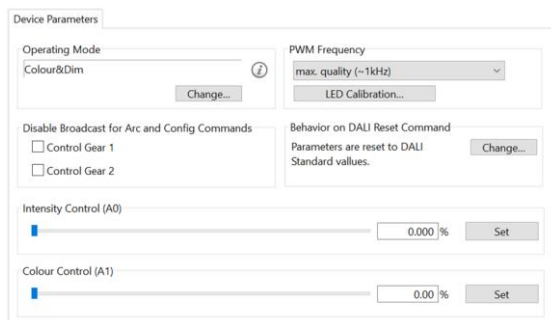 Device Parameters
Operating Mode
Colour&Dim
Change...
PWM Frequency
max. quality (~1kHz)
LED Calibration...
Disable Broadcast for Arc and Config Commands
Control Gear 1
Control Gear 2
Behavior on DALI Reset Command
Parameters are reset to DALI
Standard vallues.
Change...
Intensity Control (A0)
0.000 %
Set
Colour Control (A1)
0.00 %
Set